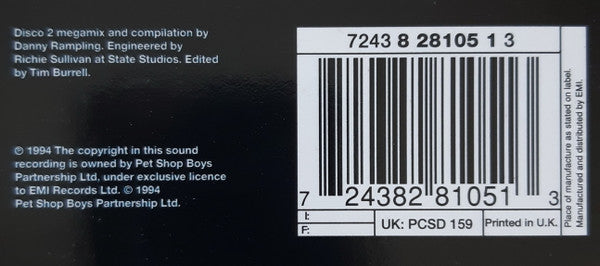 Disco 2 megamix and compilation by
Danny Rampling. Engineered by
Richie Sullivan at State Studios. Edited
by Tim Burrell.
℗ 1994 The copyright in this sound
recording is owned by Pet Shop Boys
Partnership Ltd, under exclusive licence
to EMI Records Ltd. © 1994
Pet Shop Boys Partnership Ltd.
7243 8 28105 1 3
7 24382 81051 3
I:
F:
UK: PCSD 159
Printed in U.K.
Place of manufacture as stated on label.
Manufactured and distributed by EMI.